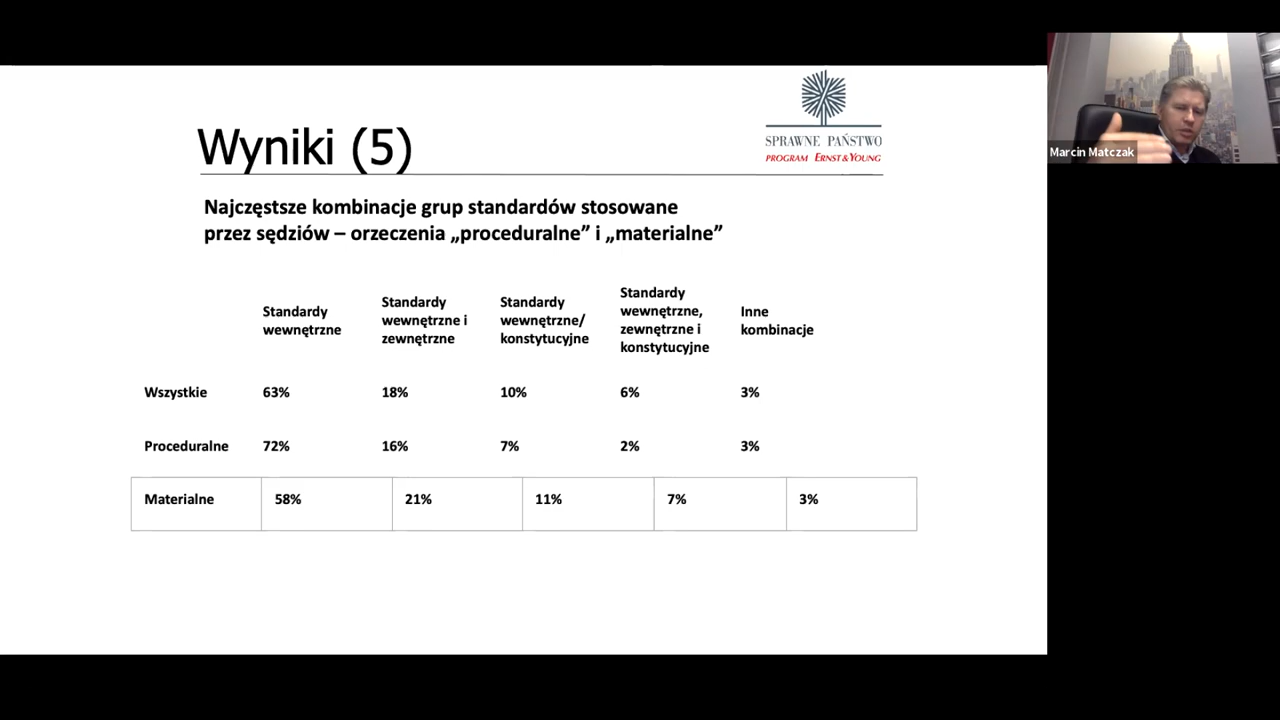 Wyniki (5)
SPRAWNE PAŃSTWO
PROGRAM ERNST & YOUNG
Marcin Matczak
Najczęstsze kombinacje grup standardów stosowane
przez sędziów – orzeczenia „proceduralne” i „materialne”
Standardy
wewnętrzne
Standardy
wewnętrzne i
zewnętrzne
Standardy
wewnętrzne/
konstytucyjne
Standardy
wewnętrzne,
zewnętrzne i
konstytucyjne
Inne
kombinacje
Wszystkie 63% 18% 10% 6% 3%
Proceduralne 72% 16% 7% 2% 3%
Materialne 58% 21% 11% 7% 3%